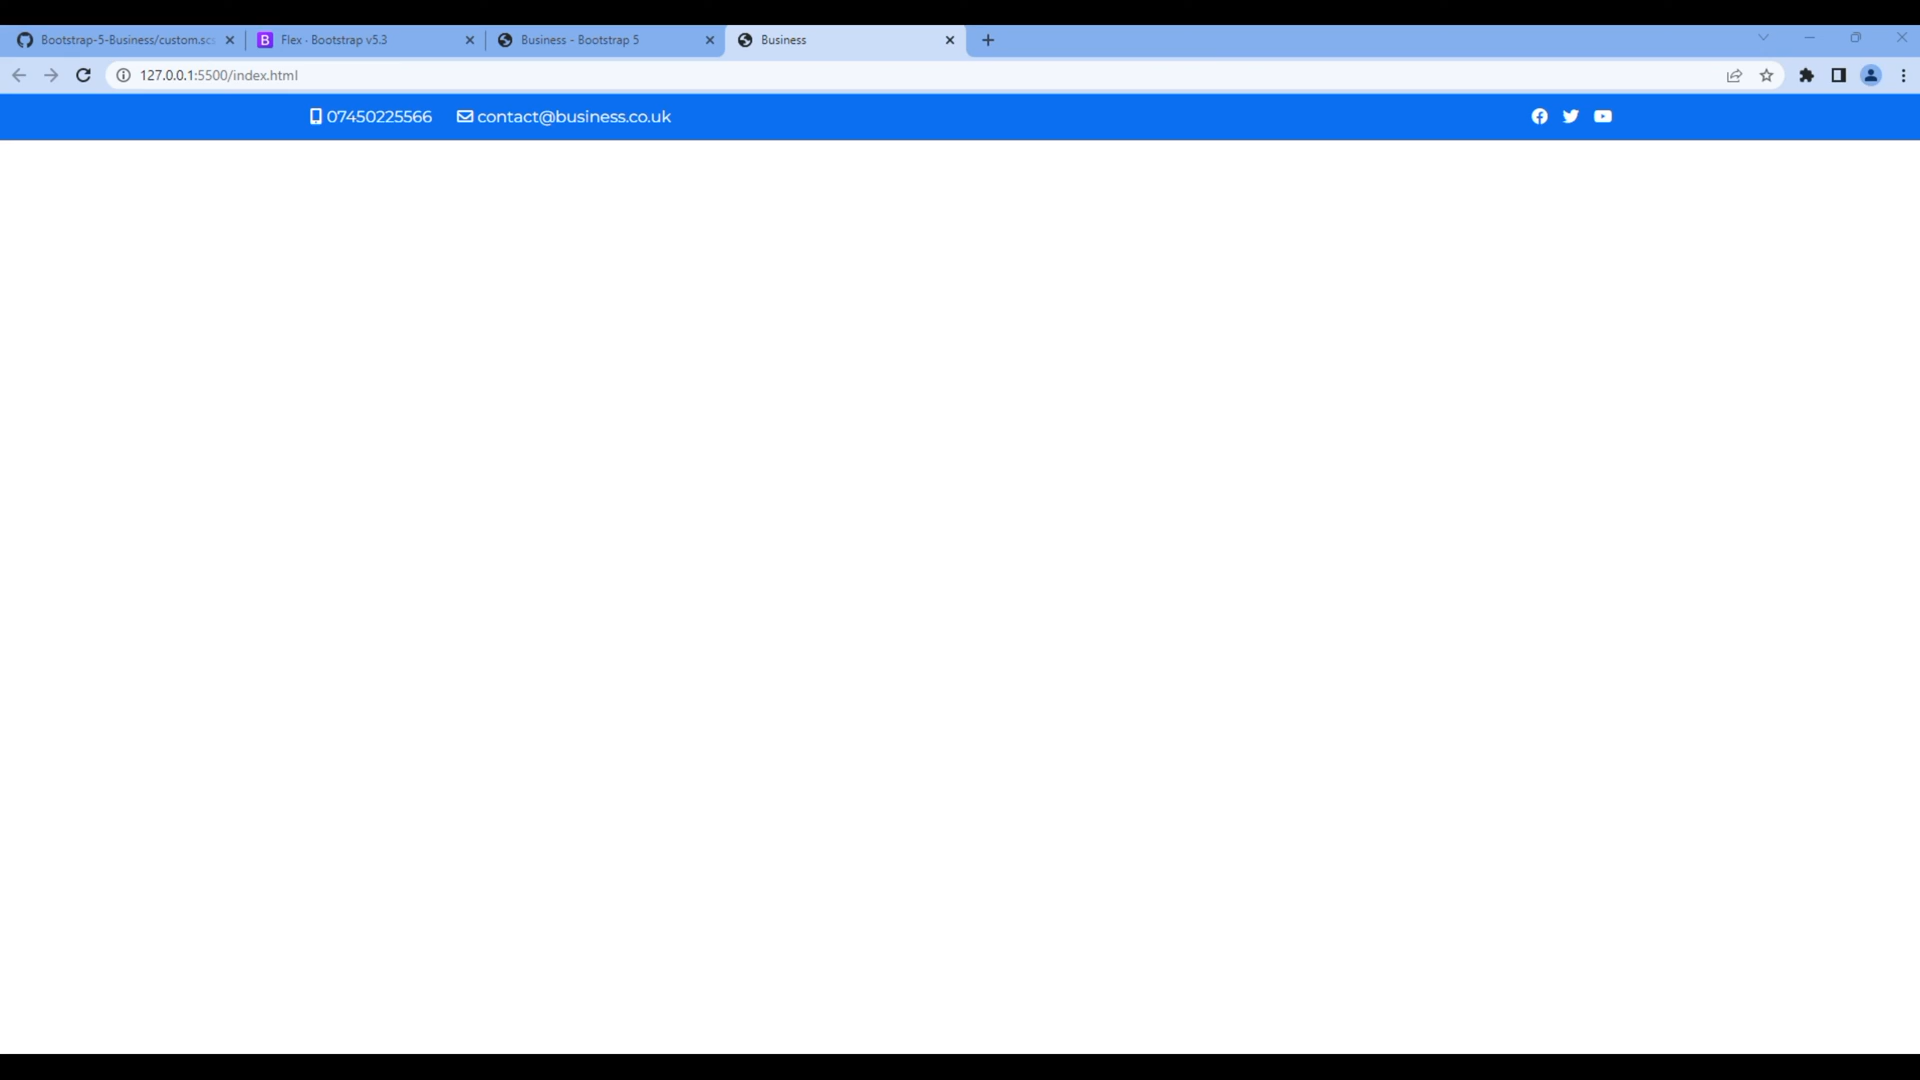 Bootstrap-5-Business/custom.sc
B Flex · Bootstrap v5.3
Business - Bootstrap 5
Business
127.0.0.1:5500/index.html
07450225566
contact@business.co.uk